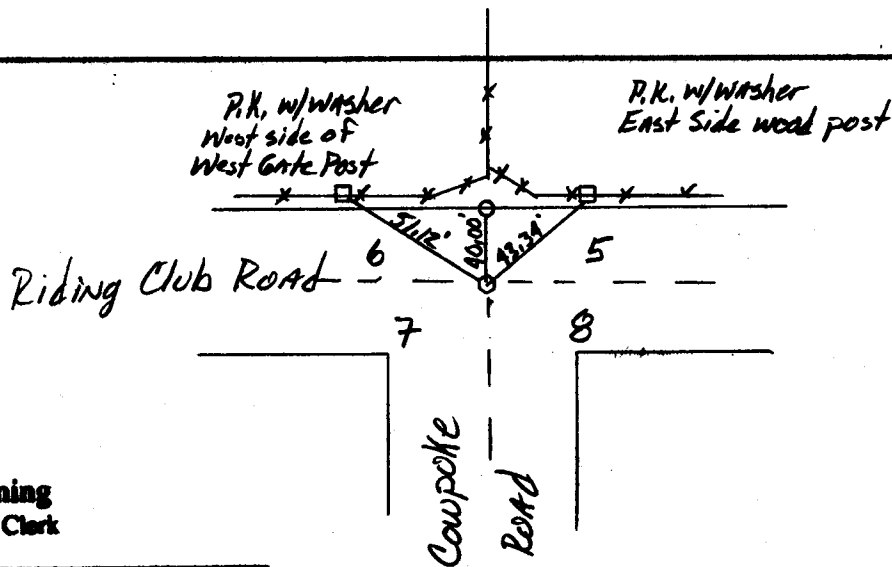 P.K. w/washer
West side of
West Gate Post
P.K. w/washer
East Side wood post
51.12'
40.00'
43.34'
6
5
Riding Club Road
7
8
Cowpoke
Road
ning
Clerk